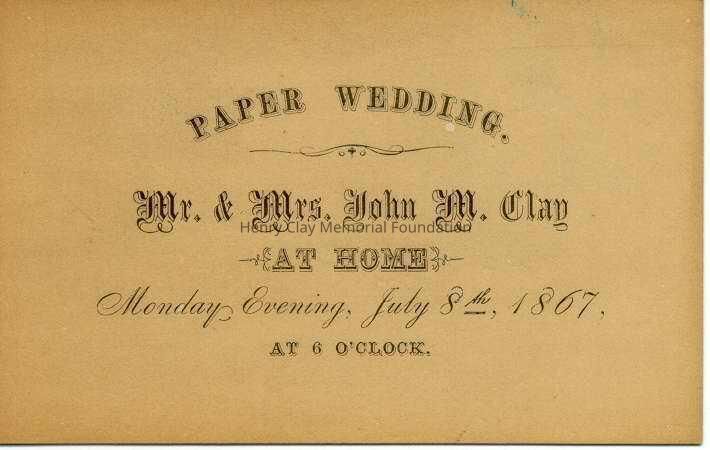 PAPER WEDDING.
Mr. & Mrs. John M. Clay
Henry Clay Memorial Foundation
AT HOME
Monday Evening, July 8th, 1867,
AT 6 O'CLOCK.